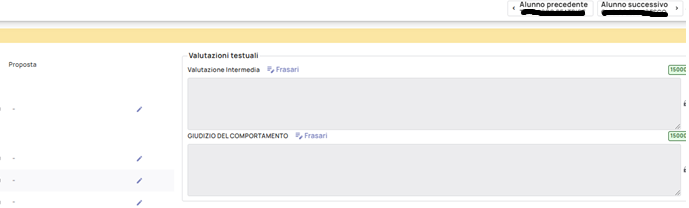 Alunno precedente
Alunno successivo
Proposta
Valutazioni testuali
Valutazione Intermedia Frasari
15000
-
GIUDIZIO DEL COMPORTAMENTO Frasari
15000
-
-
-